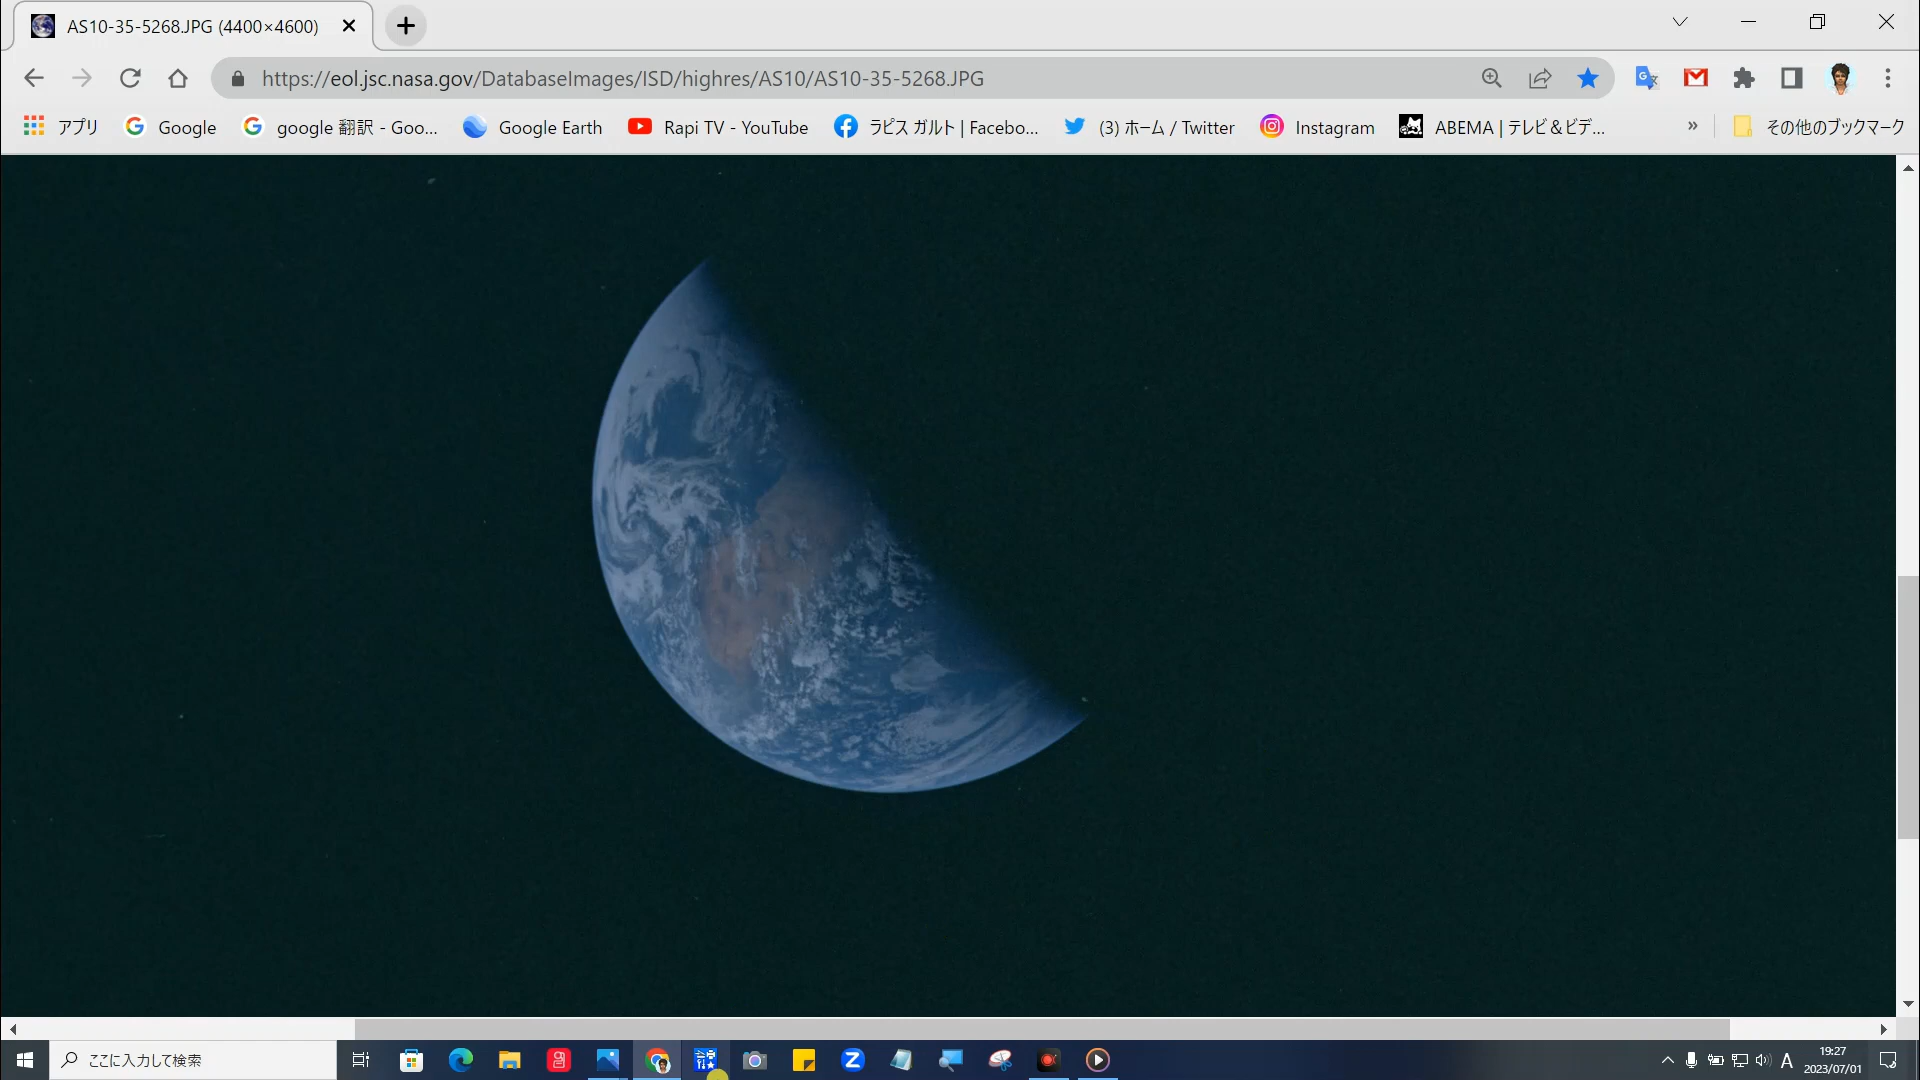 AS10-35-5268.JPG (4400×4600)
https://eol.jsc.nasa.gov/DatabaseImages/ISD/highres/AS10/AS10-35-5268.JPG
アプリ Google google 翻訳 - Goo... Google Earth Rapi TV - YouTube ラピス ガルト | Facebo... (3) ホーム / Twitter Instagram ABEMA | テレビ＆ビデ... » その他のブックマーク
ここに入力して検索
A
19:27
2023/07/01